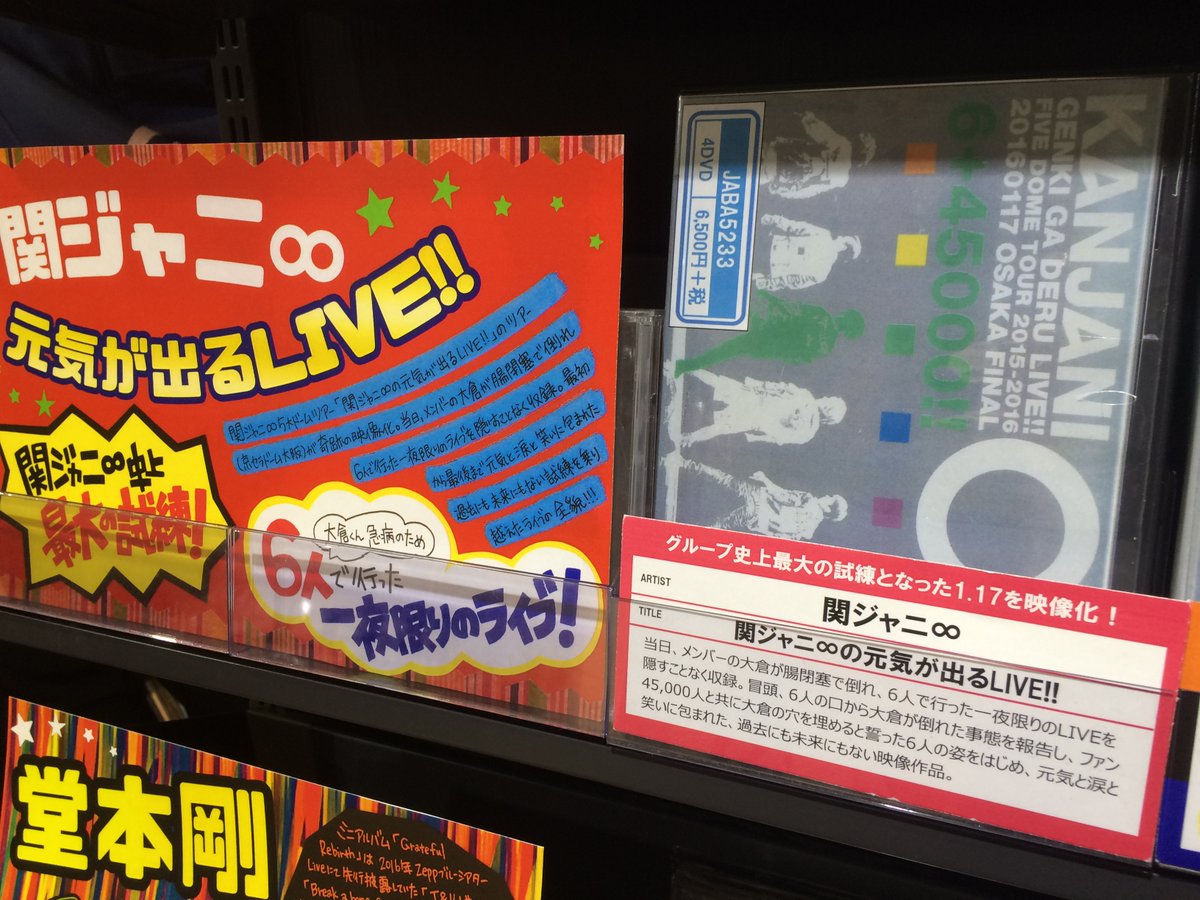 関ジャニ∞
元気が出るLIVE!!
関ジャニ∞5大ドームツアー「関ジャニ∞の元気が出るLIVE!!」のツアー
(京セラドーム大阪)が奇跡の映像化。当日、メンバーの大倉が腸閉塞で倒れ
6人で行った一夜限りのライブを隠すことなく収録。最初
から最後まで元気と涙と笑いに包まれた
過去にも未来にもない試練を乗り
越えたライブの全貌!!!
関ジャニ∞史上
最大の試練!
大倉くん急病のため
6人で行った
一夜限りのライブ!
JABA5233
4DVD 6,500円+税
KANJANI∞
GENKI GA DERU LIVE!!
FIVE DOME TOUR 2015-2016
20160117 OSAKA FINAL
6+45000!!
グループ史上最大の試練となった1.17を映像化!
ARTIST
関ジャニ∞
TITLE
関ジャニ∞の元気が出るLIVE!!
当日、メンバーの大倉が腸閉塞で倒れ、6人で行った一夜限りのLIVEを
隠すことなく収録。冒頭、6人の口から大倉が倒れた事態を報告し、ファン
45,000人と共に大倉の穴を埋めると誓った6人の姿をはじめ、元気と涙と
笑いに包まれた、過去にも未来にもない映像作品。
堂本剛
ミニアルバム「Grateful
Rebirth」は2016年Zeppブルーシアター
Liveにて先行披露していた「T&U」や
「Break a